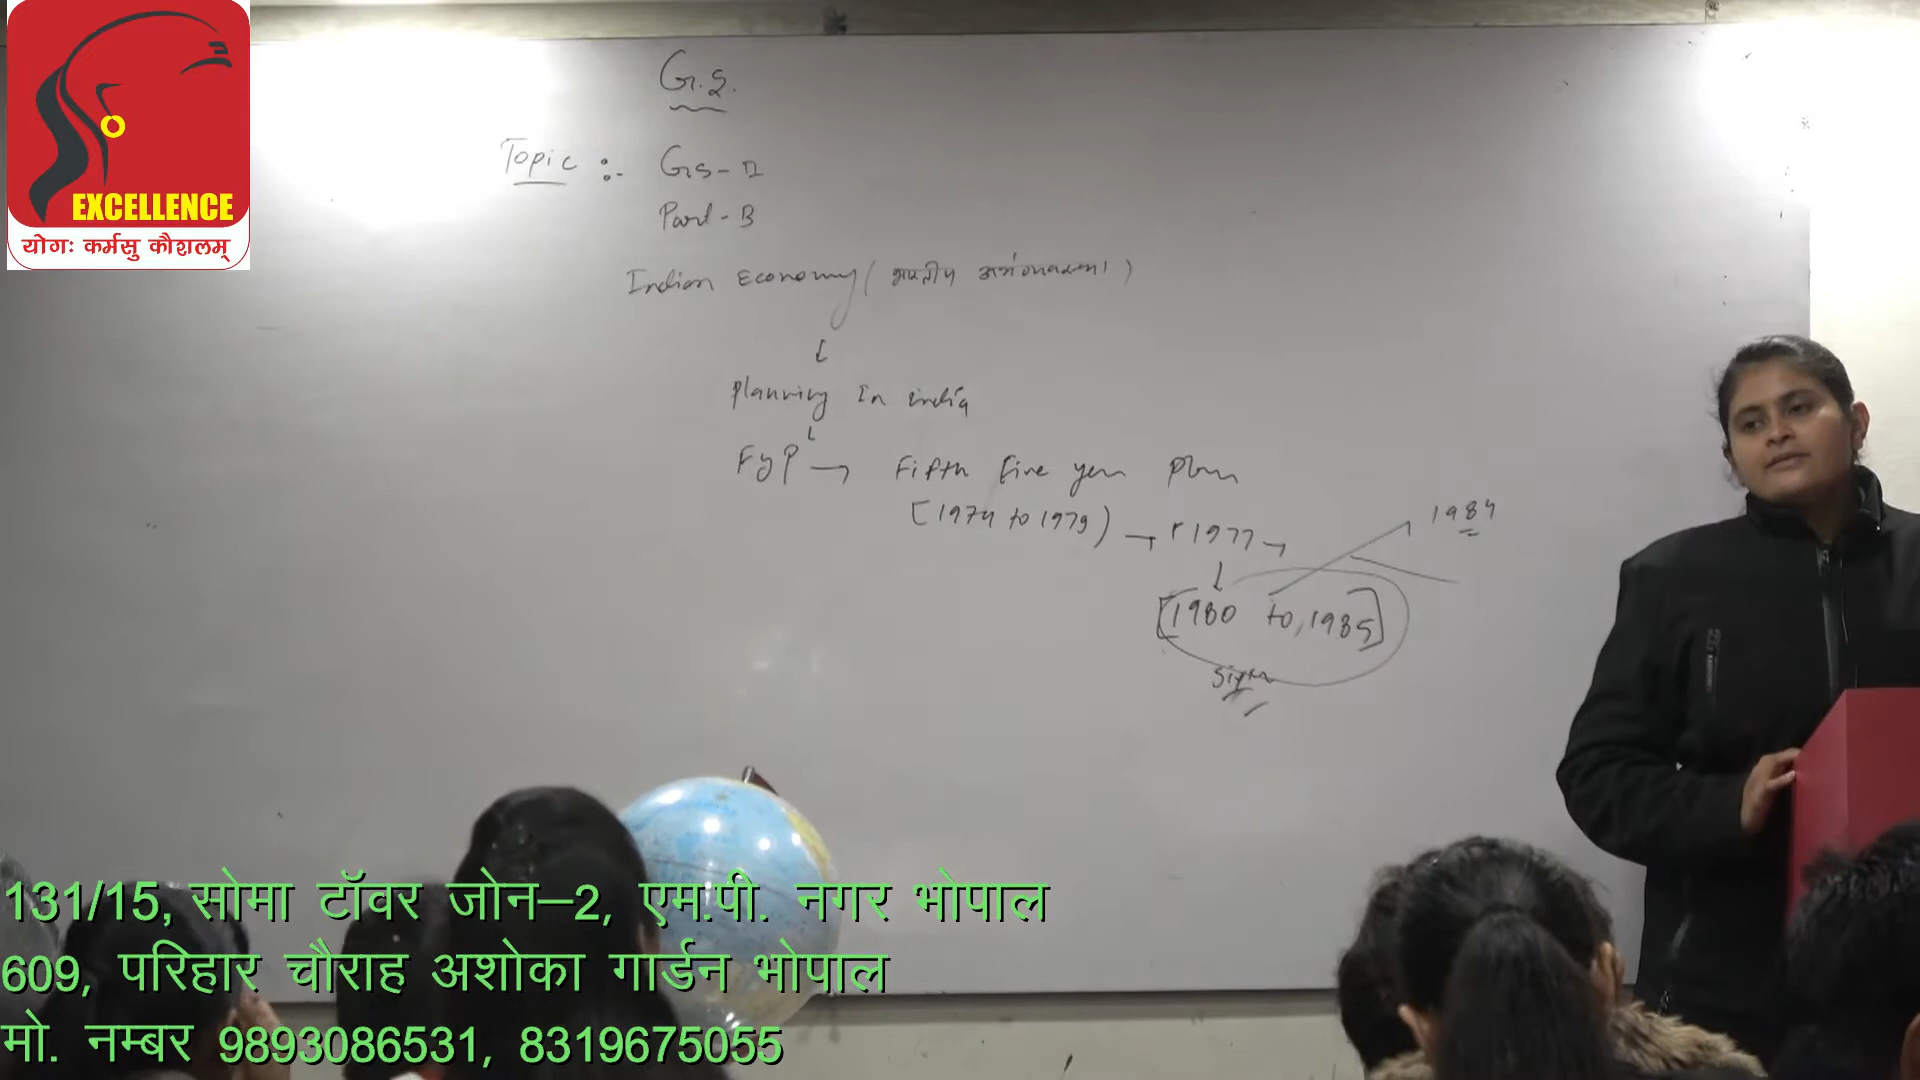 EXCELLENCE
योगः कर्मसु कौशलम्
G.S.
Topic :- GS-II
Part-B
Indian Economy (भारतीय अर्थव्यवस्था)
Planning In india
FyP → Fifth five year Plan
[1974 to 1979) → 1977 →
1984
[1980 to 1985]
131/15, सोमा टॉवर जोन–2, एम.पी. नगर भोपाल
609, परिहार चौराह अशोका गार्डन भोपाल
मो. नम्बर 9893086531, 8319675055